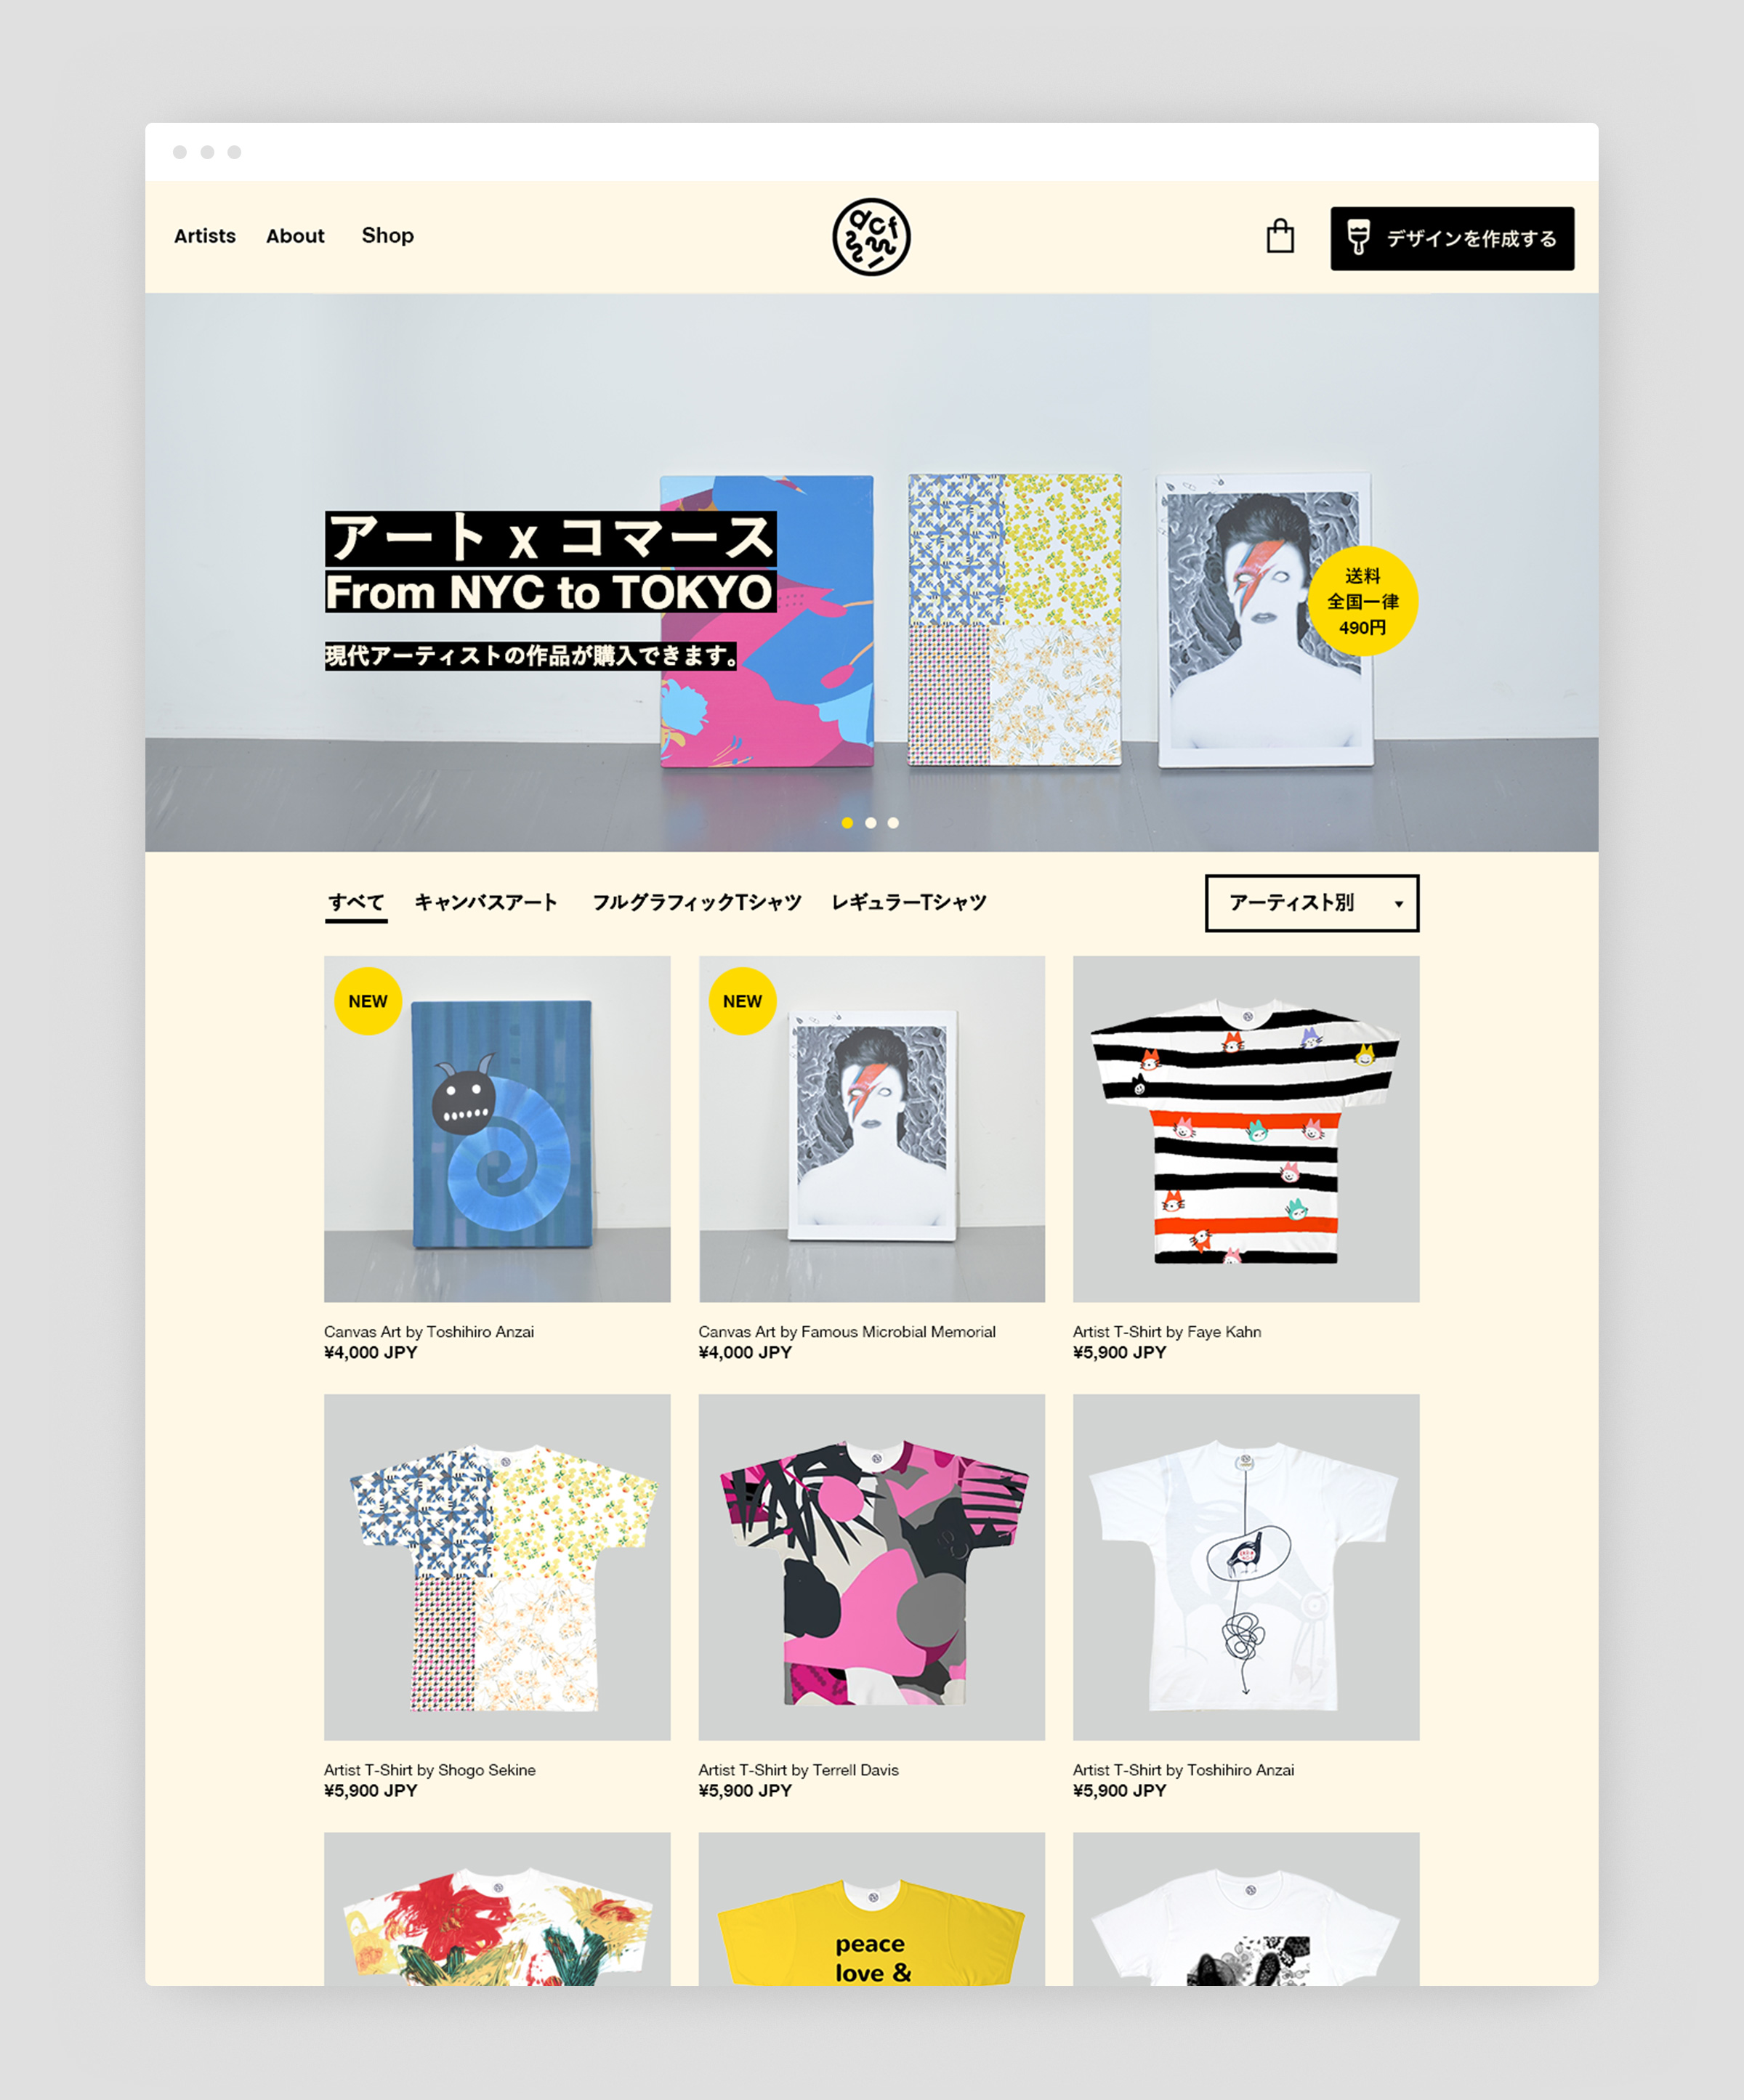 Artists
About
Shop
デザインを作成する
アート x コマース
From NYC to TOKYO
現代アーティストの作品が購入できます。
送料
全国一律
490円
すべて
キャンバスアート
フルグラフィックTシャツ
レギュラーTシャツ
アーティスト別
NEW
NEW
Canvas Art by Toshihiro Anzai
¥4,000 JPY
Canvas Art by Famous Microbial Memorial
¥4,000 JPY
Artist T-Shirt by Faye Kahn
¥5,900 JPY
Artist T-Shirt by Shogo Sekine
¥5,900 JPY
Artist T-Shirt by Terrell Davis
¥5,900 JPY
Artist T-Shirt by Toshihiro Anzai
¥5,900 JPY
peace
love &